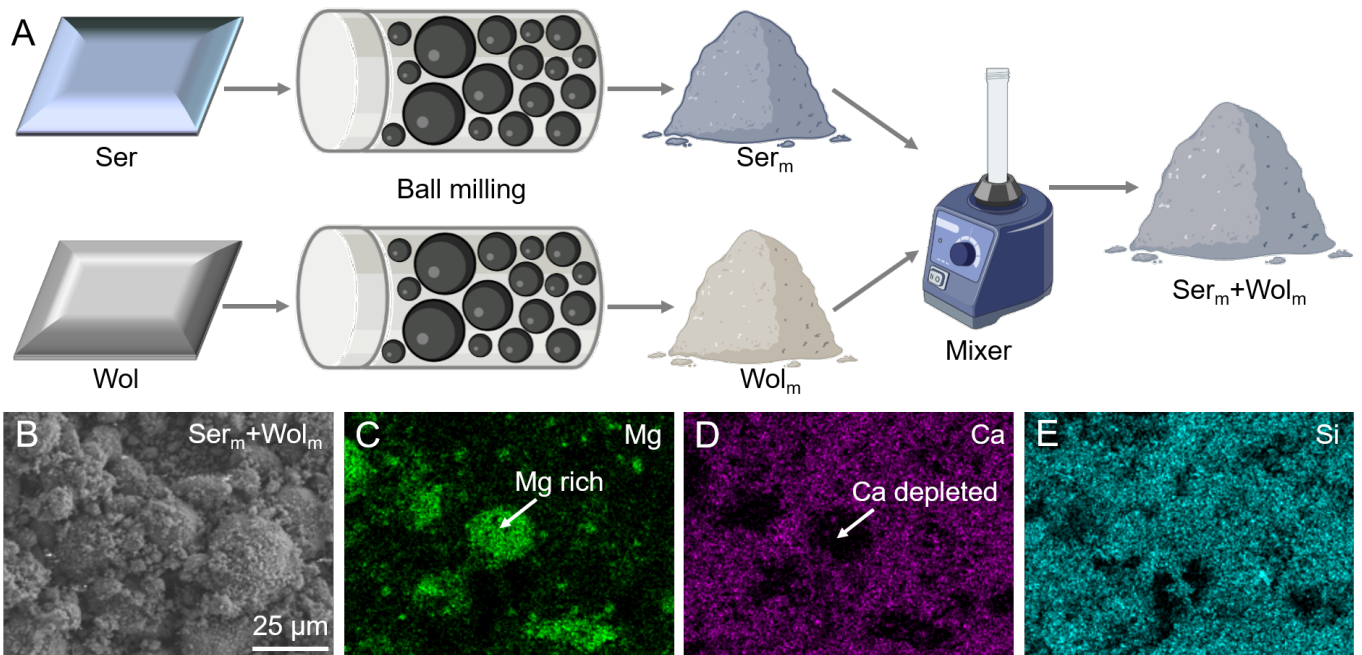 A
Ser
Ball milling
Serₘ
Wol
Wolₘ
Mixer
Serₘ+Wolₘ
B
Serₘ+Wolₘ
25 μm
C
Mg
Mg rich
D
Ca
Ca depleted
E
Si